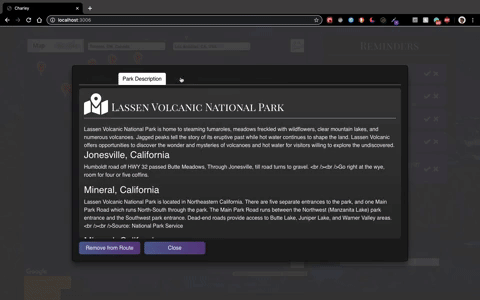 Charley
localhost:3008
REMINDERS
Park Description
LASSEN VOLCANIC NATIONAL PARK
Lassen Volcanic National Park is home to steaming fumaroles, meadows freckled with wildflowers, clear mountain lakes, and
numerous volcanoes. Jagged peaks tell the story of its eruptive past while hot water continues to shape the land. Lassen Volcanic
offers opportunities to discover the wonder and mysteries of volcanoes and hot water for visitors willing to explore the undiscovered.
Jonesville, California
Humboldt road off HWY 32 passed Butte Meadows, Through Jonesville, till road turns to gravel. <br /><br />Go right at the wye,
room for four or five coffins.
Mineral, California
Lassen Volcanic National Park is located in Northeastern California. There are five separate entrances to the park, and one Main
Park Road which runs North-South through the park. The Main Park Road runs between the Northwest (Manzanita Lake) park
entrance and the Southwest park entrance. Dead-end roads provide access to Butte Lake, Juniper Lake, and Warner Valley areas.
<br /><br />Source: National Park Service
Remove from Route
Close